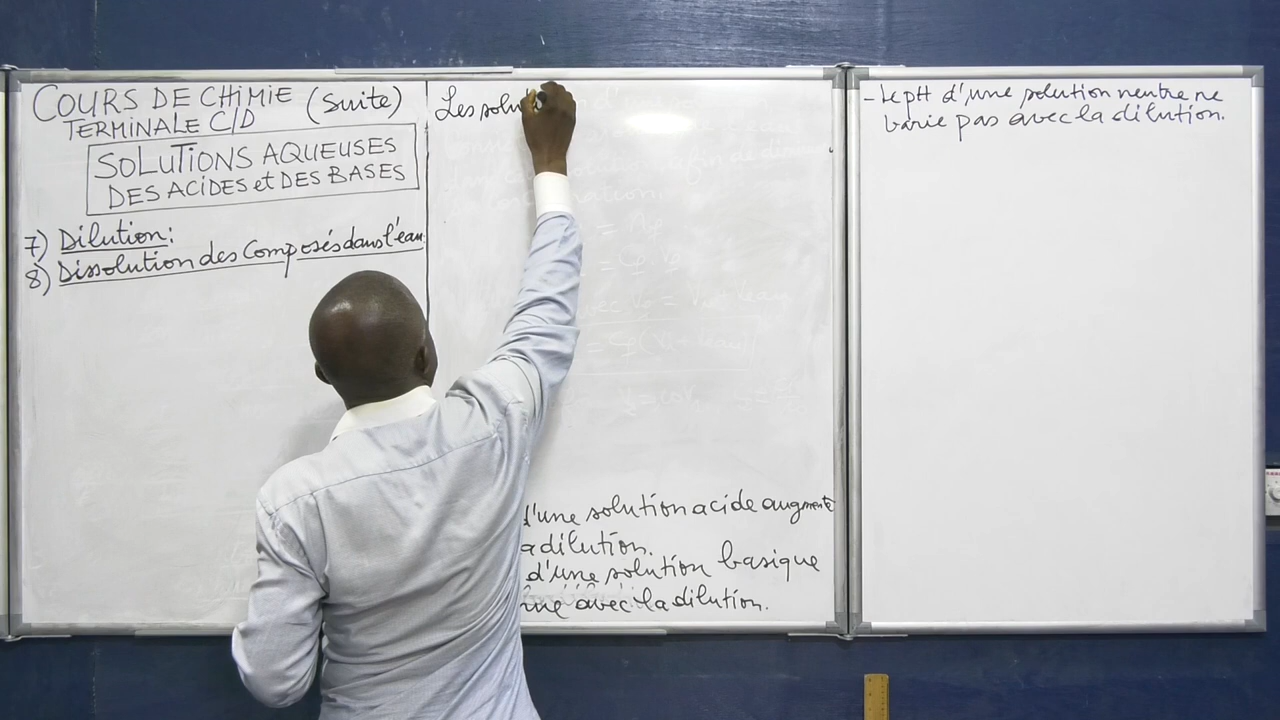 COURS DE CHIMIE (Suite)
TERMINALE C/D
SOLUTIONS AQUEUSES
DES ACIDES et DES BASES
7) Dilution:
8) Dissolution des Composés dans l'eau
Les solut
d'une solution acide augmente
a dilution.
d'une solution basique
avec la dilution.
- Le pH d'une solution neutre ne
varie pas avec la dilution.